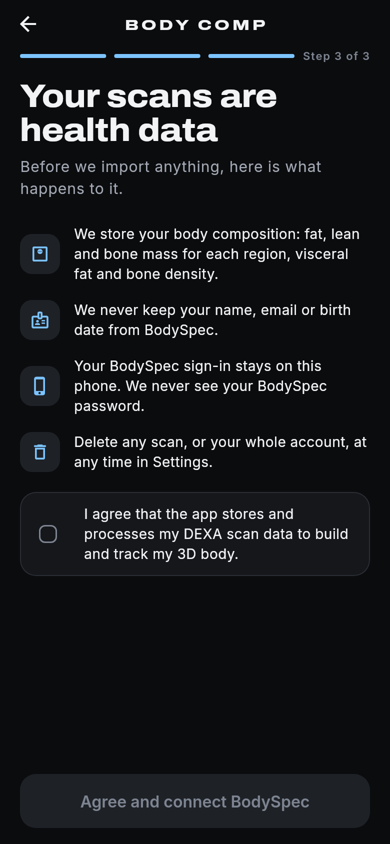 BODY COMP
Step 3 of 3
Your scans are
health data
Before we import anything, here is what
happens to it.
We store your body composition: fat, lean
and bone mass for each region, visceral
fat and bone density.
We never keep your name, email or birth
date from BodySpec.
Your BodySpec sign-in stays on this
phone. We never see your BodySpec
password.
Delete any scan, or your whole account, at
any time in Settings.
I agree that the app stores and
processes my DEXA scan data to build
and track my 3D body.
Agree and connect BodySpec